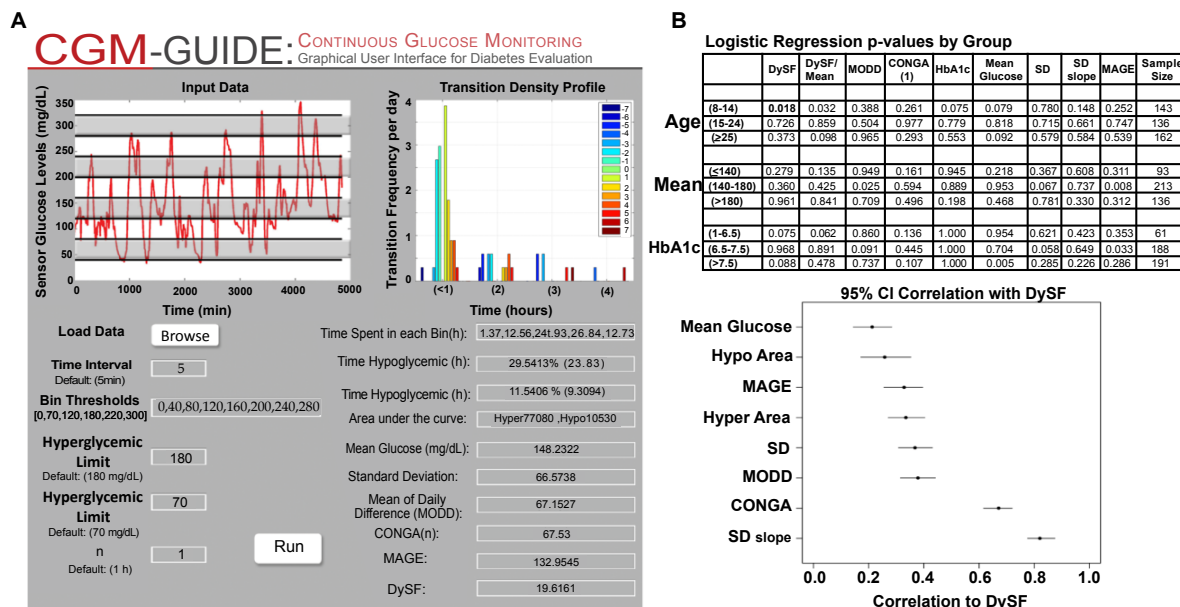 A
CGM-GUIDE: CONTINUOUS GLUCOSE MONITORING
Graphical User Interface for Diabetes Evaluation
Input Data
Sensor Glucose Levels (mg/dL)
350
300
250
200
150
100
50
0
0 1000 2000 3000 4000 5000
Time (min)
Transition Density Profile
Transition Frequency per day
4
3
2
1
0
(<1) (2) (3) (4)
Time (hours)
-7
-6
-5
-4
-3
-2
-1
0
1
2
3
4
5
6
7
Load Data Browse
Time Interval 5
Default: (5min)
Bin Thresholds 0,40,80,120,160,200,240,280
[0,70,120,180,220,300]
Hyperglycemic
Limit 180
Default: (180 mg/dL)
Hyperglycemic
Limit 70
Default: (70 mg/dL)
n 1
Default: (1 h)
Run
Time Spent in each Bin(h): 1.37,12.56,24t.93,26.84,12.73
Time Hypoglycemic (h): 29.5413% (23.83)
Time Hypoglycemic (h): 11.5406 % (9.3094)
Area under the curve: Hyper77080 ,Hypo10530
Mean Glucose (mg/dL): 148.2322
Standard Deviation: 66.5738
Mean of Daily
Difference (MODD): 67.1527
CONGA(n): 67.53
MAGE: 132.9545
DySF: 19.6161
B
Logistic Regression p-values by Group
DySF DySF/Mean MODD CONGA (1) HbA1c Mean Glucose SD SD slope MAGE Sample Size
Age
(8-14) 0.018 0.032 0.388 0.261 0.075 0.079 0.780 0.148 0.252 143
(15-24) 0.726 0.859 0.504 0.977 0.779 0.818 0.715 0.661 0.747 136
(≥25) 0.373 0.098 0.965 0.293 0.553 0.092 0.579 0.584 0.539 162
Mean
(≤140) 0.279 0.135 0.949 0.161 0.945 0.218 0.367 0.608 0.311 93
(140-180) 0.360 0.425 0.025 0.594 0.889 0.953 0.067 0.737 0.008 213
(>180) 0.961 0.841 0.709 0.496 0.198 0.468 0.781 0.330 0.312 136
HbA1c
(1-6.5) 0.075 0.062 0.860 0.136 1.000 0.954 0.621 0.423 0.353 61
(6.5-7.5) 0.968 0.891 0.091 0.445 1.000 0.704 0.058 0.649 0.033 188
(>7.5) 0.088 0.478 0.737 0.107 1.000 0.005 0.285 0.226 0.286 191
95% CI Correlation with DySF
Mean Glucose
Hypo Area
MAGE
Hyper Area
SD
MODD
CONGA
SD slope
0.0 0.2 0.4 0.6 0.8 1.0
Correlation to DySF